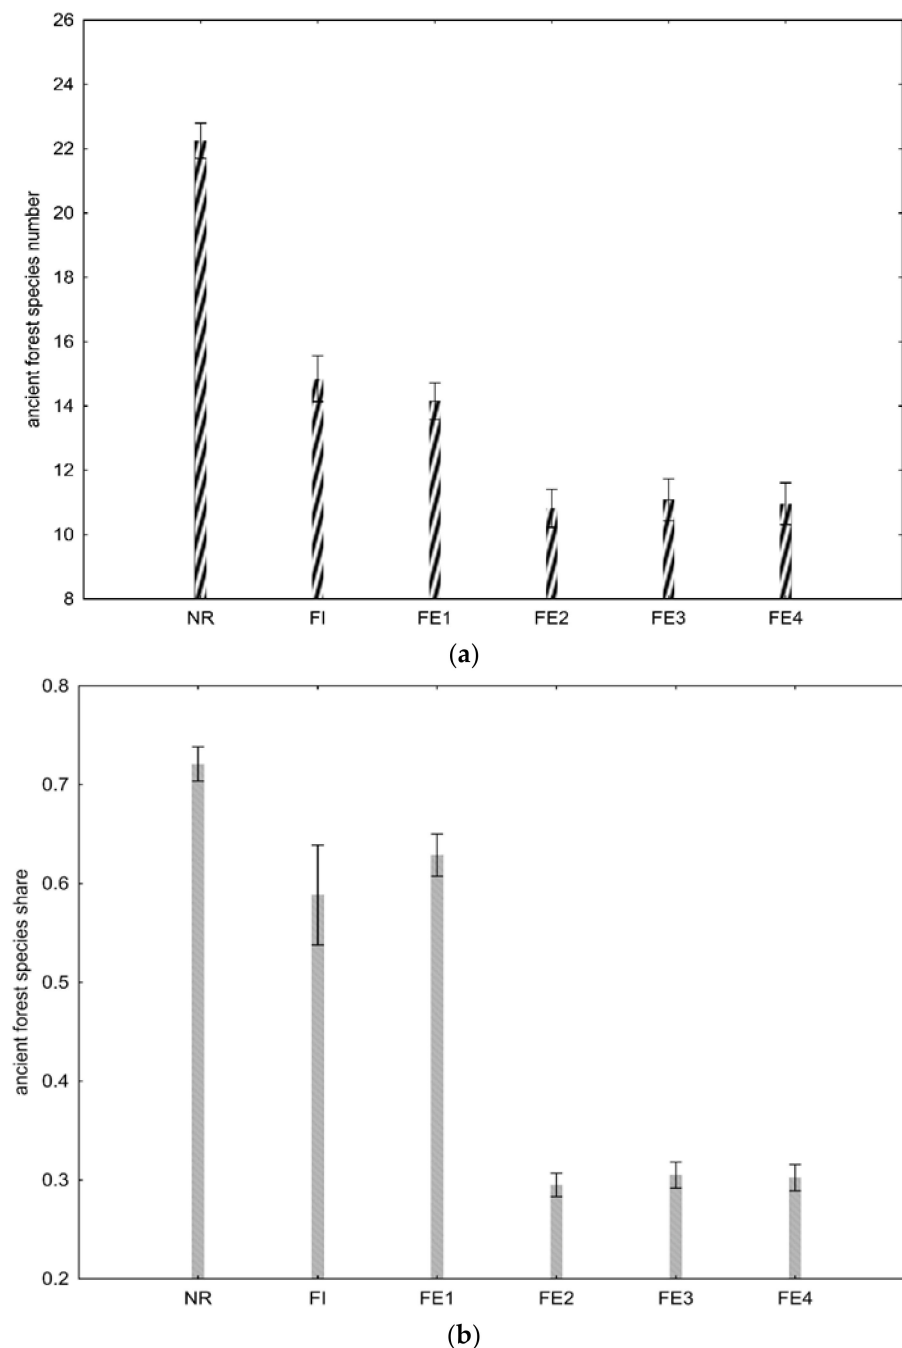 26
24
22
20
18
16
14
12
10
8
ancient forest species number
NR FI FE1 FE2 FE3 FE4
(a)
0.8
0.7
0.6
0.5
0.4
0.3
0.2
ancient forest species share
NR FI FE1 FE2 FE3 FE4
(b)